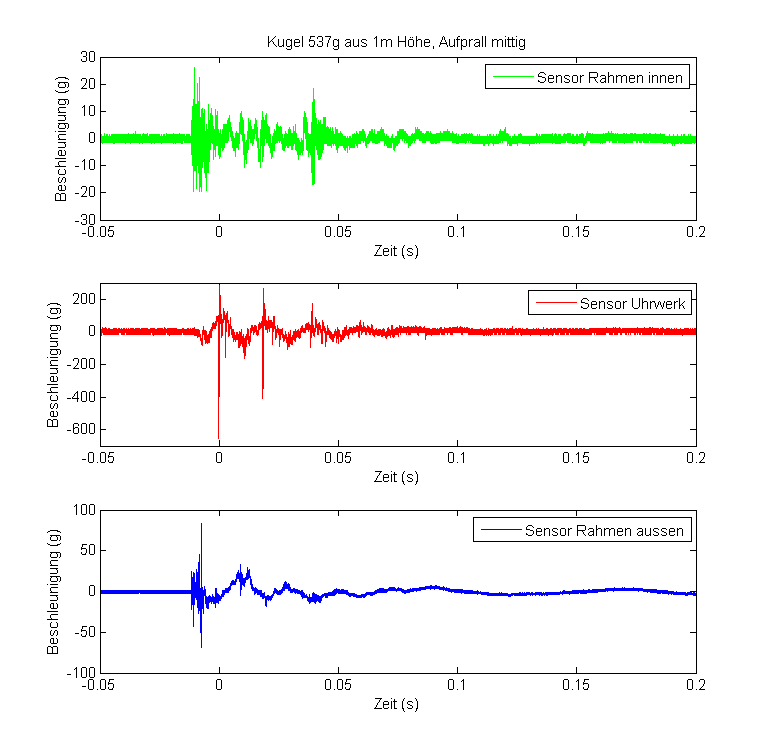 Kugel 537g aus 1m Höhe, Aufprall mittig
Beschleunigung (g)
30
20
10
0
-10
-20
-30
Sensor Rahmen innen
-0.05 0 0.05 0.1 0.15 0.2
Zeit (s)
Beschleunigung (g)
200
0
-200
-400
-600
Sensor Uhrwerk
-0.05 0 0.05 0.1 0.15 0.2
Zeit (s)
Beschleunigung (g)
100
50
0
-50
-100
Sensor Rahmen aussen
-0.05 0 0.05 0.1 0.15 0.2
Zeit (s)